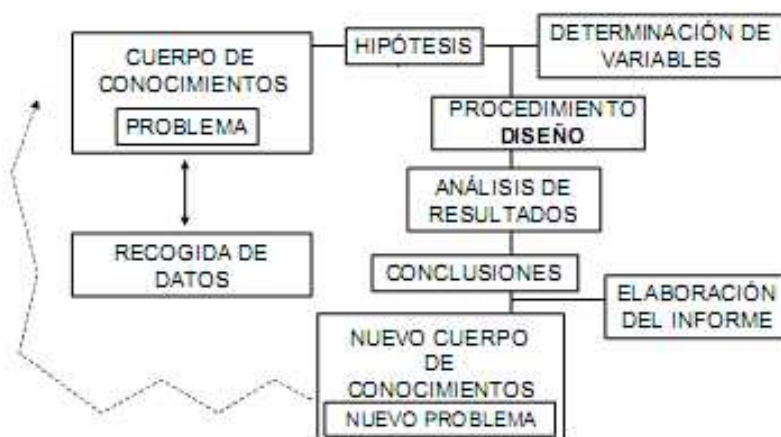 CUERPO DE
CONOCIMIENTOS
PROBLEMA
RECOGIDA DE
DATOS
HIPÓTESIS
DETERMINACIÓN DE
VARIABLES
PROCEDIMIENTO
DISEÑO
ANÁLISIS DE
RESULTADOS
CONCLUSIONES
ELABORACIÓN
DEL INFORME
NUEVO CUERPO
DE
CONOCIMIENTOS
NUEVO PROBLEMA